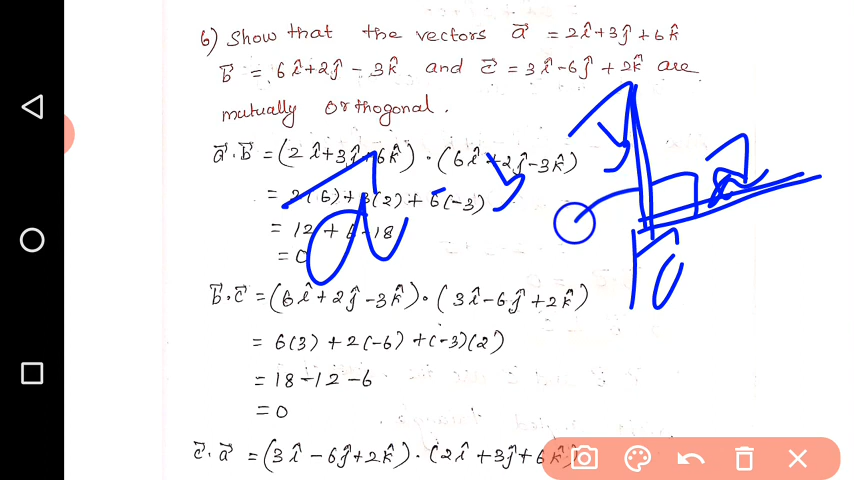 6) Show that the vectors a⃗ = 2î+3ĵ+6k̂
b⃗ = 6î+2ĵ-3k̂ and c⃗ = 3î-6ĵ+2k̂ are
mutually orthogonal.
a⃗·b⃗ = (2î+3ĵ+6k̂)·(6î+2ĵ-3k̂)
= 2(6)+3(2)+6(-3)
= 12+6-18
= 0
b⃗·c⃗ = (6î+2ĵ-3k̂)·(3î-6ĵ+2k̂)
= 6(3)+2(-6)+(-3)(2)
= 18-12-6
= 0
c⃗·a⃗ = (3î-6ĵ+2k̂)·(2î+3ĵ+6k̂)
a⃗